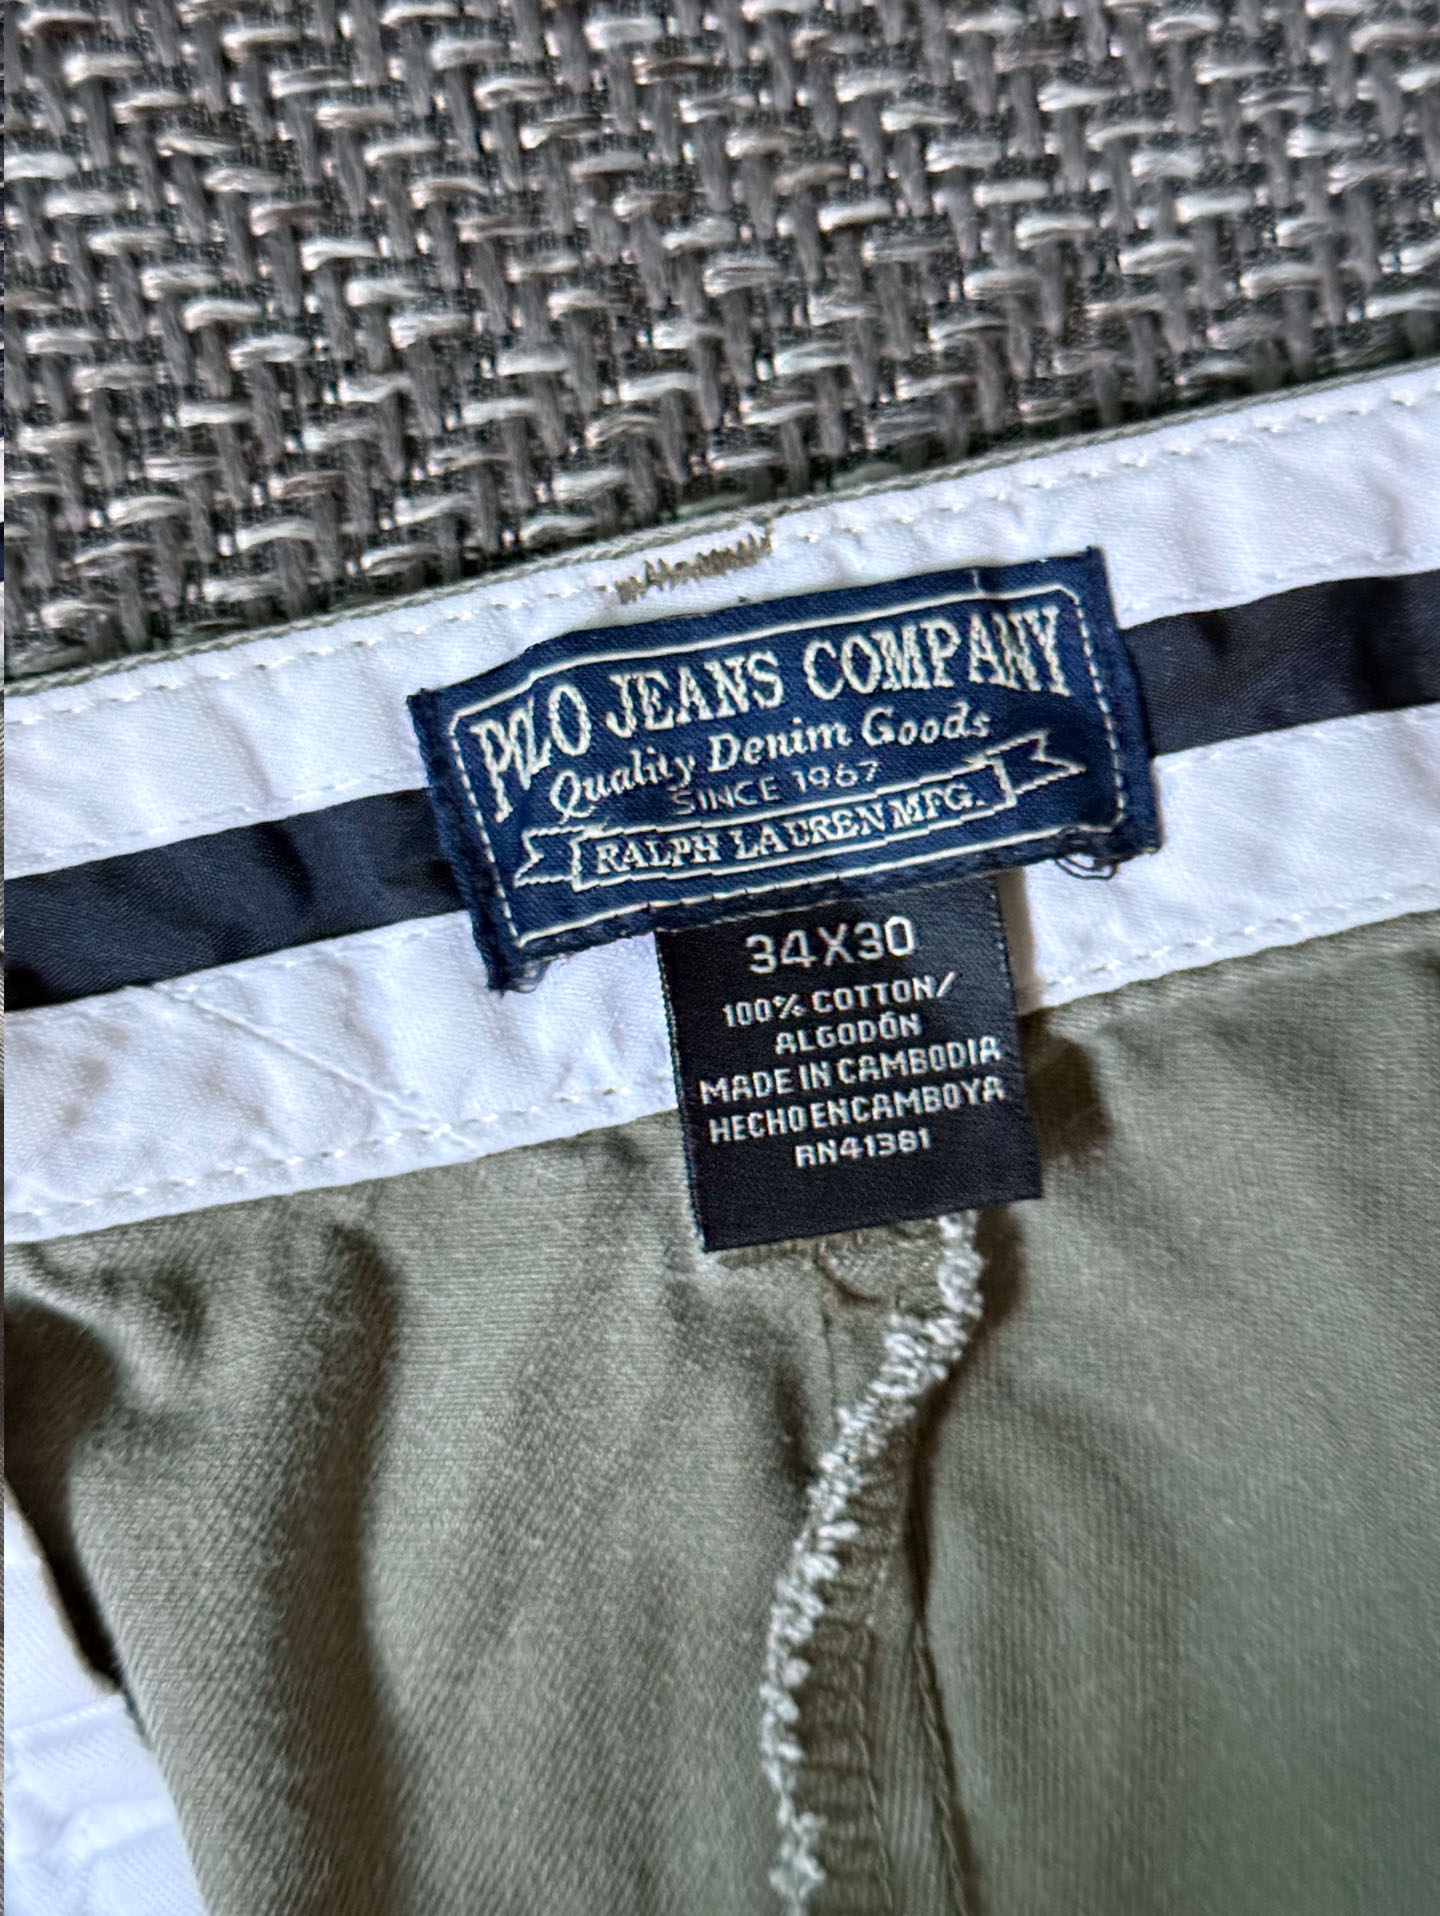 POLO JEANS COMPANY
Quality Denim Goods
SINCE 1967
RALPH LAUREN MFG.
34X30
100% COTTON/
ALGODÓN
MADE IN CAMBODIA
HECHO EN CAMBOYA
RN41381